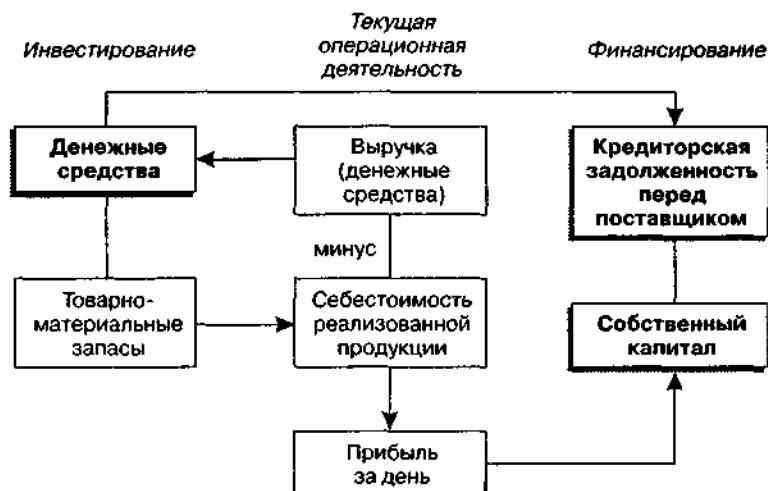 Инвестирование
Текущая
операционная
деятельность
Финансирование
Денежные
средства
Выручка
(денежные
средства)
Кредиторская
задолженность
перед
поставщиком
минус
Товарно-
материальные
запасы
Себестоимость
реализованной
продукции
Собственный
капитал
Прибыль
за день